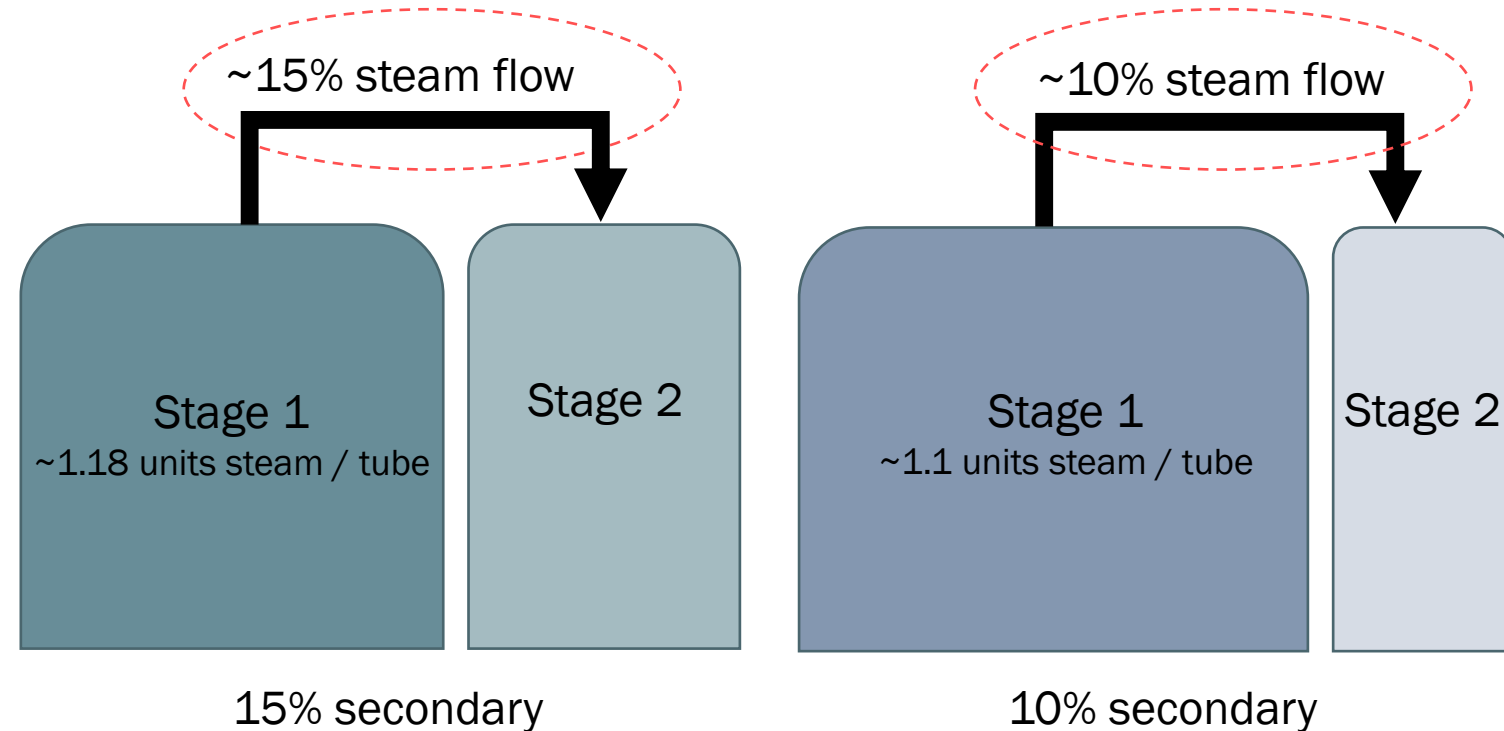 ~15% steam flow
Stage 1
~1.18 units steam / tube
Stage 2
15% secondary
~10% steam flow
Stage 1
~1.1 units steam / tube
Stage 2
10% secondary